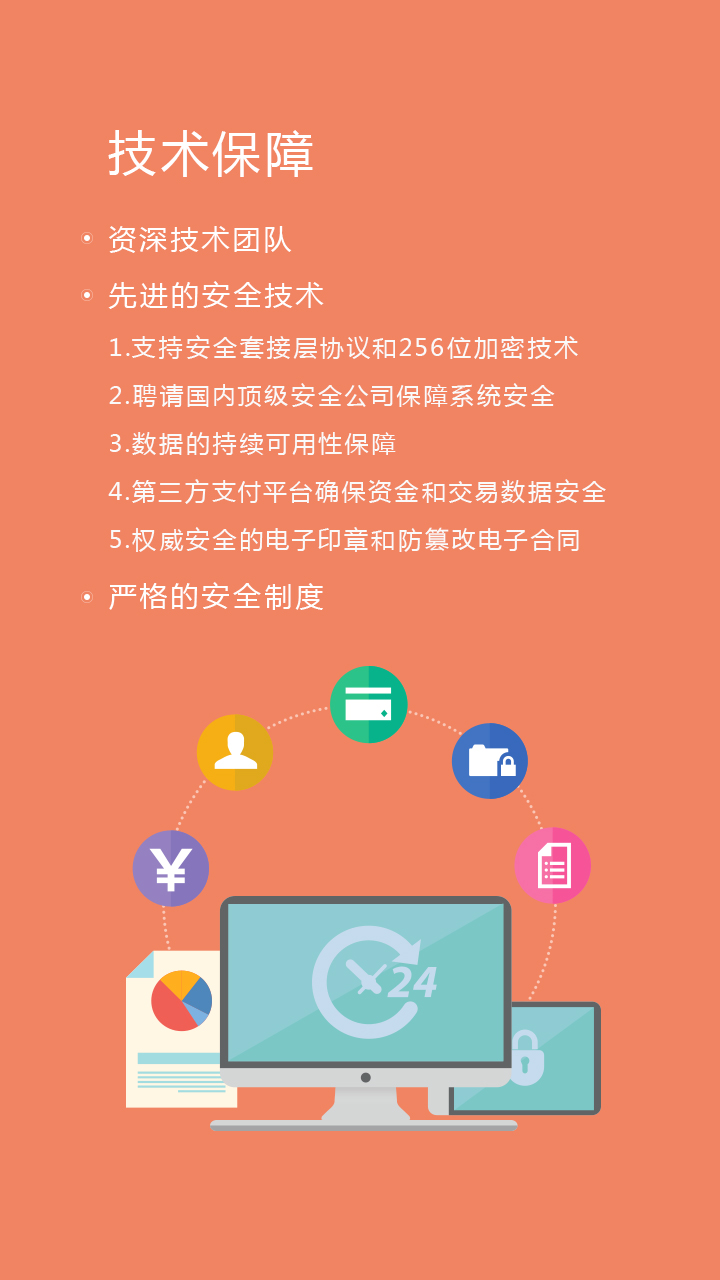 技术保障
资深技术团队
先进的安全技术
1.支持安全套接层协议和256位加密技术
2.聘请国内顶级安全公司保障系统安全
3.数据的持续可用性保障
4.第三方支付平台确保资金和交易数据安全
5.权威安全的电子印章和防篡改电子合同
严格的安全制度
¥
24